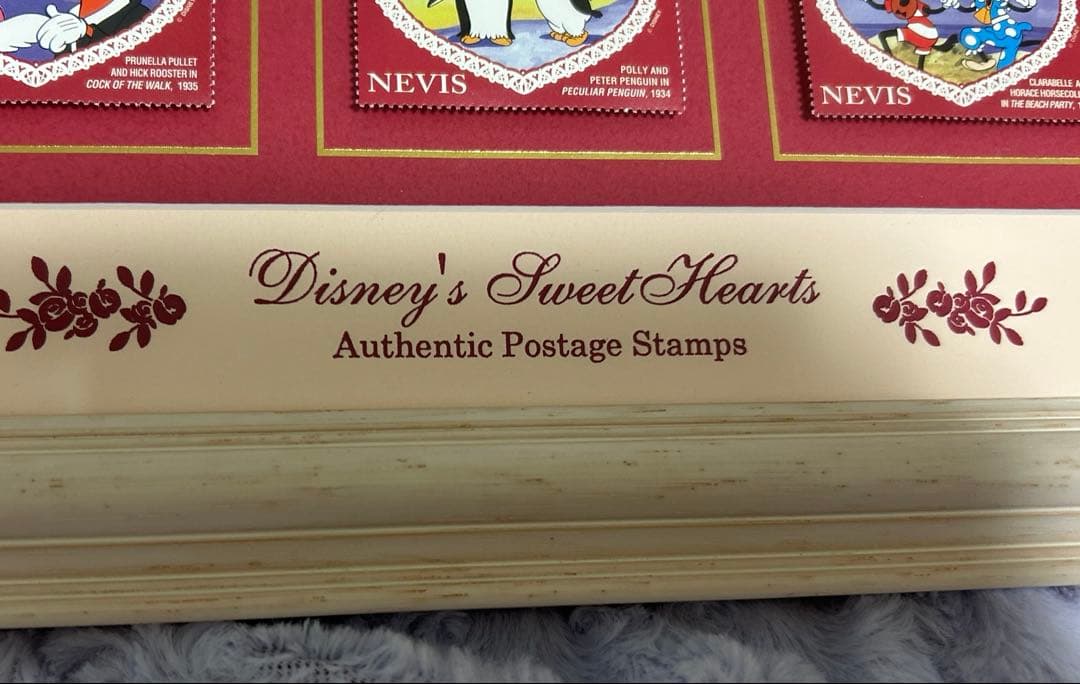 PRUNELLA PULLET
AND HICK ROOSTER IN
COCK OF THE WALK, 1935
NEVIS
POLLY AND
PETER PENGUIN IN
PECULIAR PENGUIN, 1934
NEVIS
CLARABELLE
HORACE
IN THE BEACH PARTY,
Disney's SweetHearts
Authentic Postage Stamps